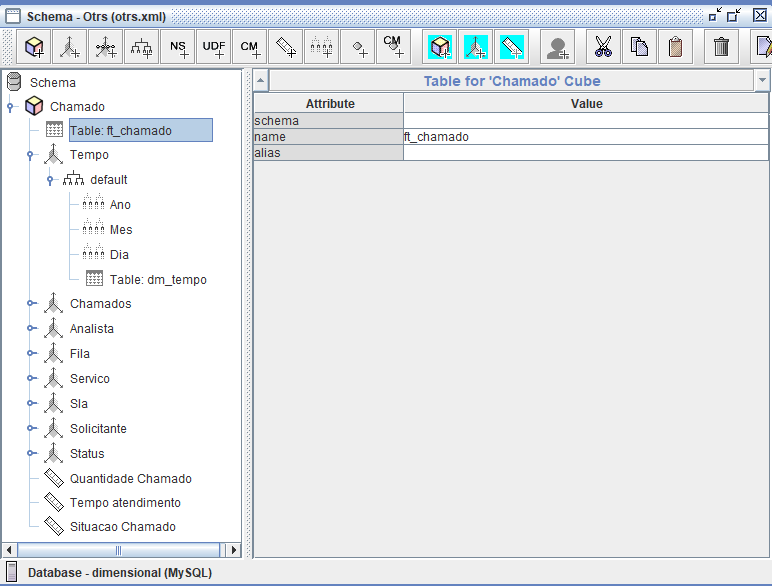 Schema - Otrs (otrs.xml)
NS UDF CM CM
Schema
Chamado
Table: ft_chamado
Tempo
default
Ano
Mes
Dia
Table: dm_tempo
Chamados
Analista
Fila
Servico
Sla
Solicitante
Status
Quantidade Chamado
Tempo atendimento
Situacao Chamado
Table for 'Chamado' Cube
Attribute Value
schema
name ft_chamado
alias
Database - dimensional (MySQL)